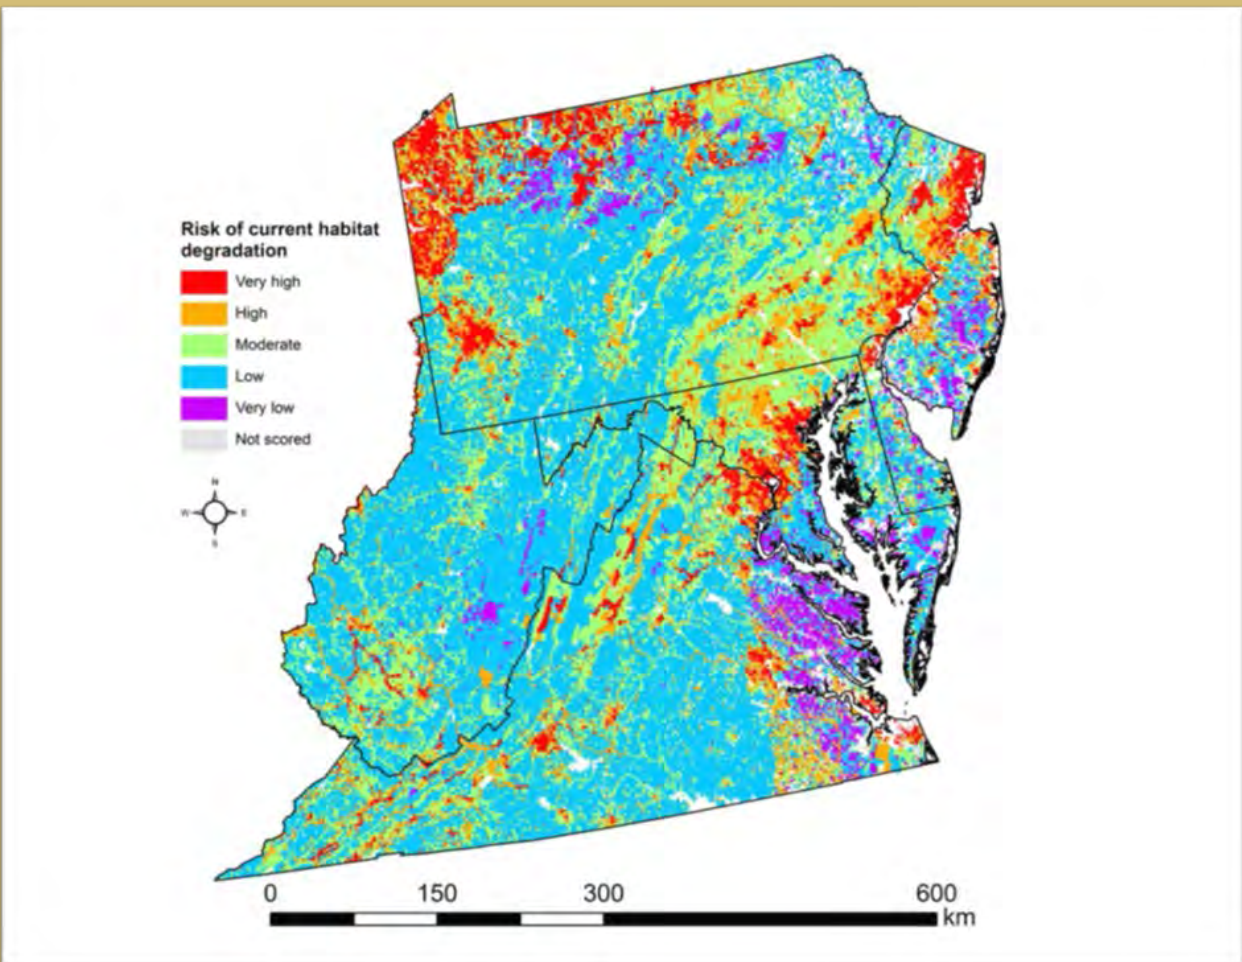 Risk of current habitat
degradation
Very high
High
Moderate
Low
Very low
Not scored
N
W E
S
0 150 300 600
km